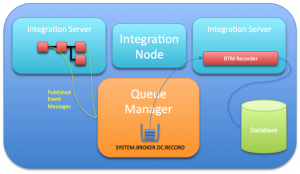 Integration Server
Integration
Node
Integration Server
BTM Recorder
Published
Event
Messages
Queue
Manager
SYSTEM.BROKER.DC.RECORD
Database